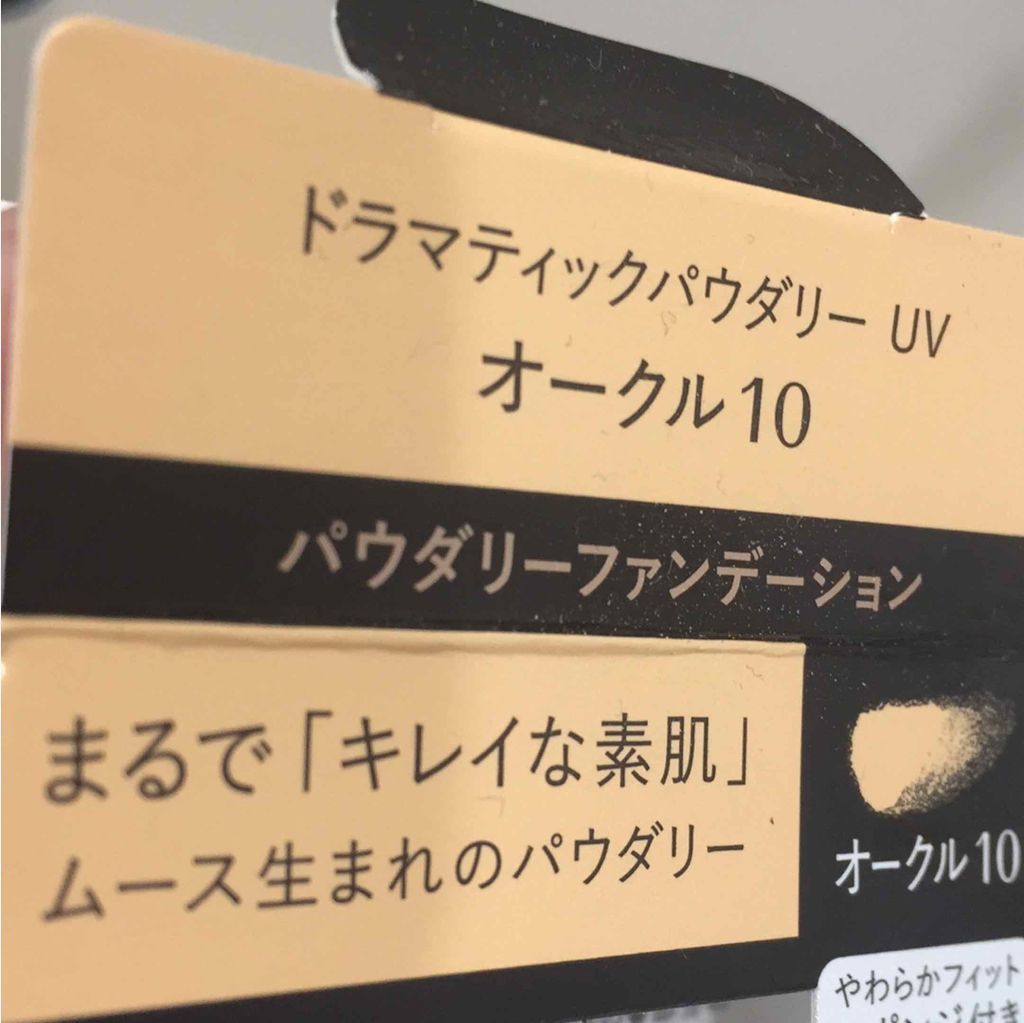 ドラマティックパウダリー UV
オークル10
パウダリーファンデーション
まるで「キレイな素肌」
ムース生まれのパウダリー
オークル10
やわらかフィット